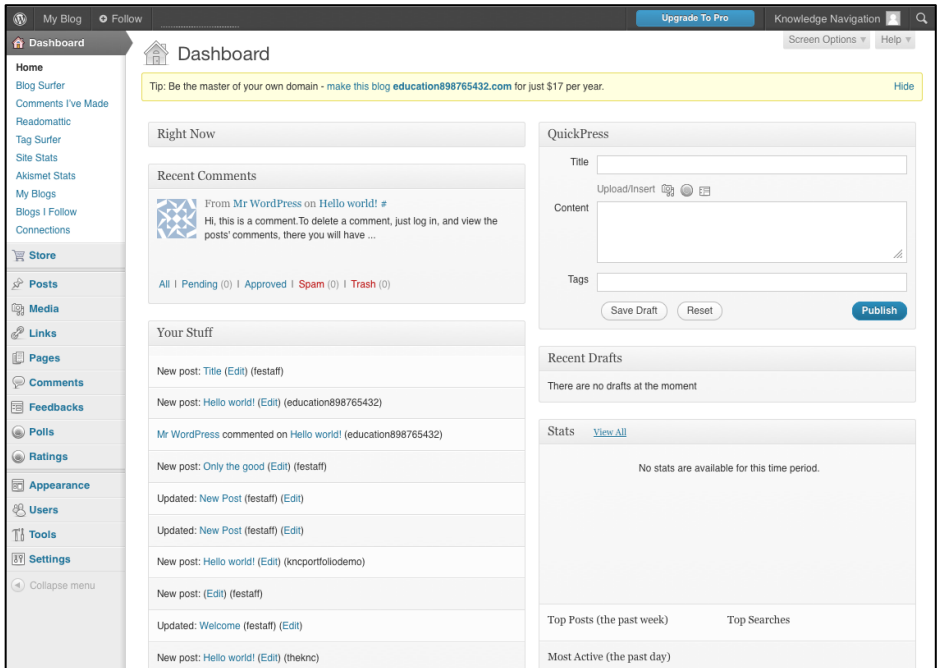 My Blog Follow Upgrade To Pro Knowledge Navigation
Screen Options Help
Dashboard
Home
Blog Surfer
Comments I've Made
Readomattic
Tag Surfer
Site Stats
Akismet Stats
My Blogs
Blogs I Follow
Connections
Store
Posts
Media
Links
Pages
Comments
Feedbacks
Polls
Ratings
Appearance
Users
Tools
Settings
Collapse menu
Dashboard
Tip: Be the master of your own domain - make this blog education898765432.com for just $17 per year. Hide
Right Now
Recent Comments
From Mr WordPress on Hello world! #
Hi, this is a comment.To delete a comment, just log in, and view the
posts' comments, there you will have ...
All | Pending (0) | Approved | Spam (0) | Trash (0)
Your Stuff
New post: Title (Edit) (festaff)
New post: Hello world! (Edit) (education898765432)
Mr WordPress commented on Hello world! (education898765432)
New post: Only the good (Edit) (festaff)
Updated: New Post (festaff) (Edit)
Updated: New Post (festaff) (Edit)
New post: Hello world! (Edit) (kncportfoliodemo)
New post: (Edit) (festaff)
Updated: Welcome (festaff) (Edit)
New post: Hello world! (Edit) (theknc)
QuickPress
Title
Upload/Insert
Content
Tags
Save Draft Reset Publish
Recent Drafts
There are no drafts at the moment
Stats View All
No stats are available for this time period.
Top Posts (the past week) Top Searches
Most Active (the past day)